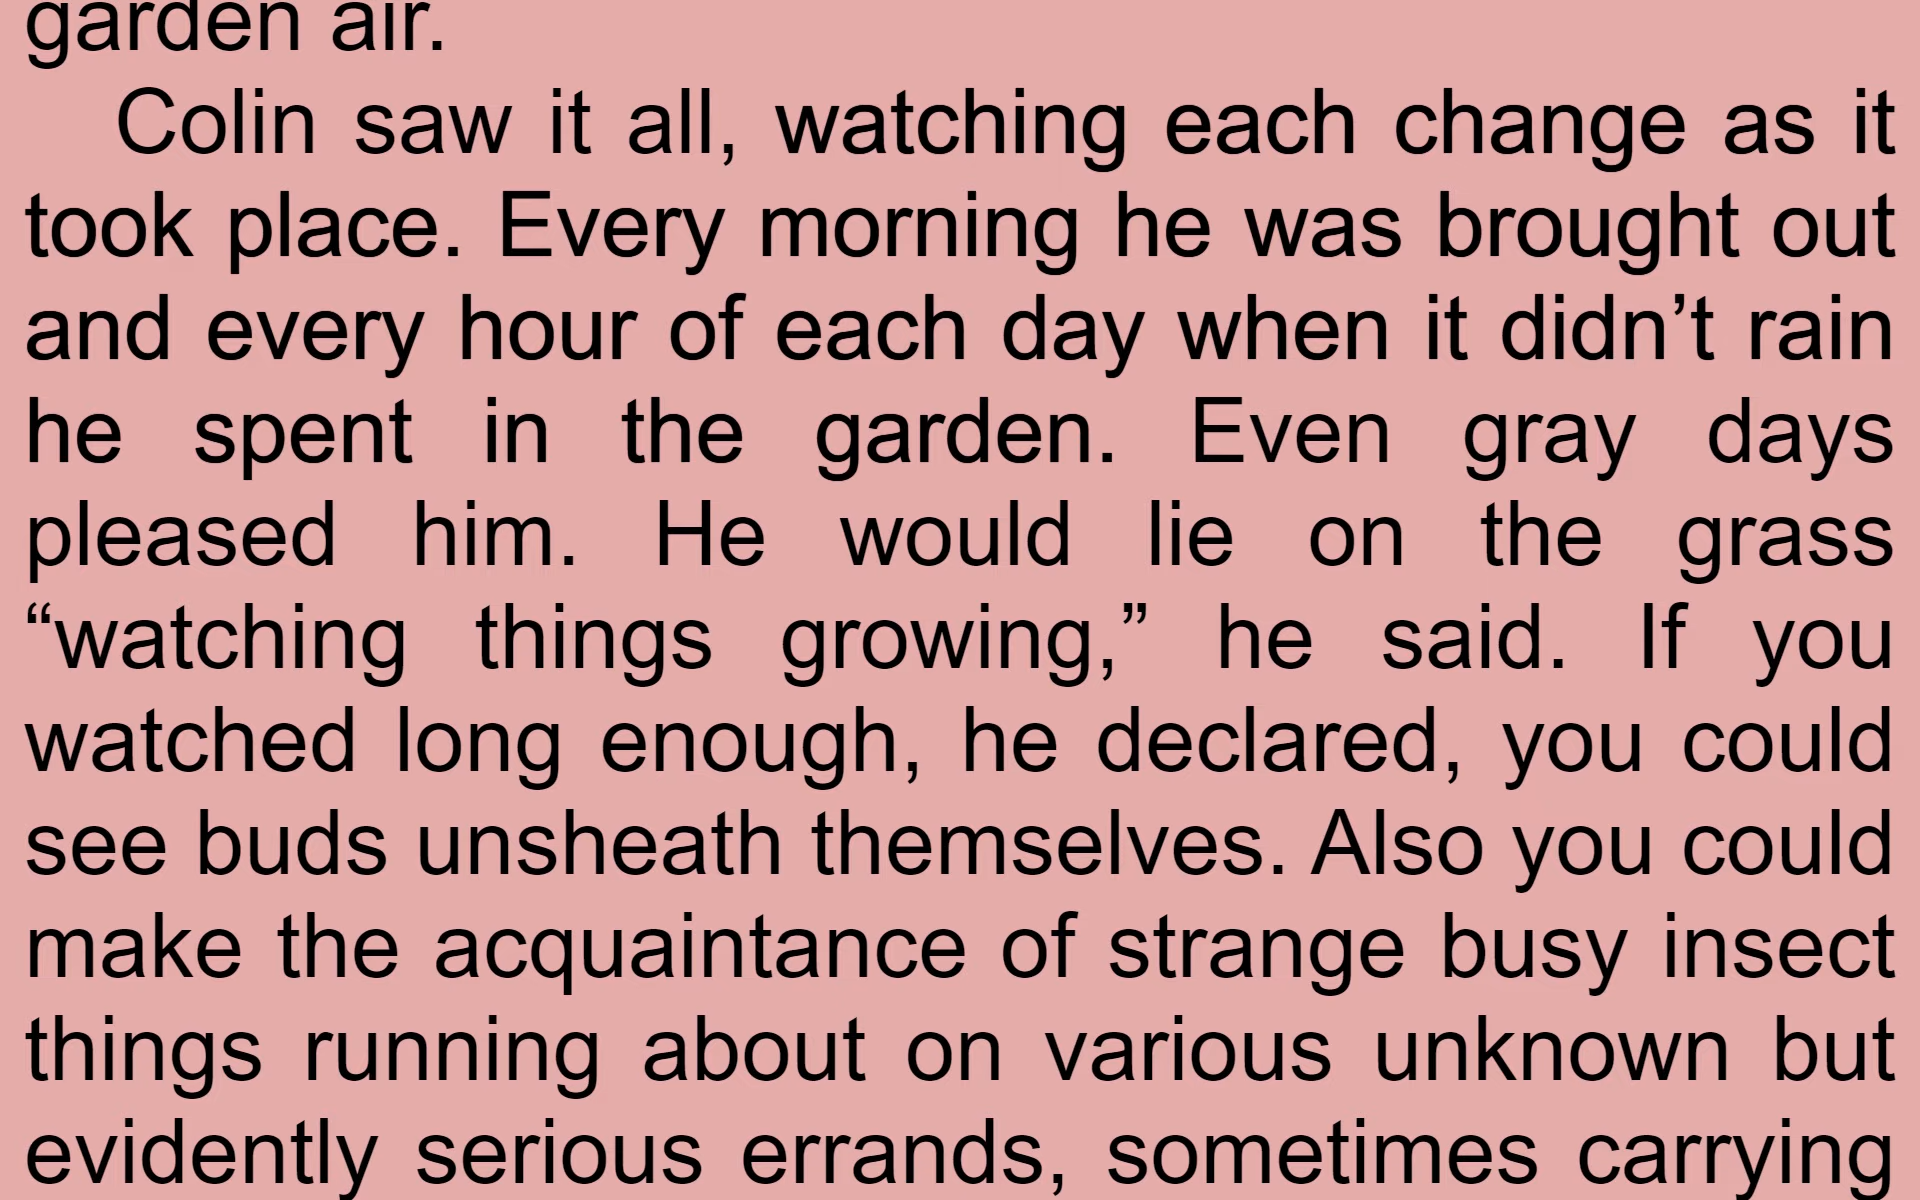 garden air.
Colin saw it all, watching each change as it
took place. Every morning he was brought out
and every hour of each day when it didn’t rain
he spent in the garden. Even gray days
pleased him. He would lie on the grass
“watching things growing,” he said. If you
watched long enough, he declared, you could
see buds unsheath themselves. Also you could
make the acquaintance of strange busy insect
things running about on various unknown but
evidently serious errands, sometimes carrying